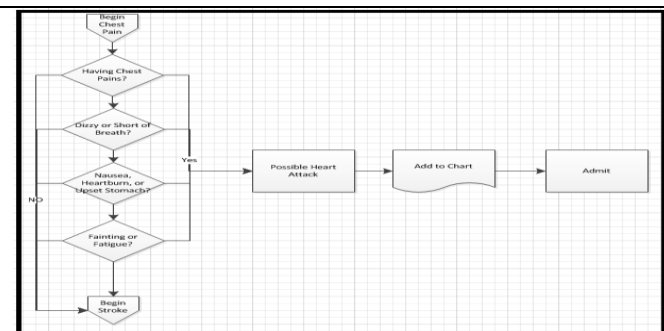 Begin
Chest
Pain
Having Chest
Pains?
Dizzy or Short of
Breath?
Yes
Possible Heart
Attack
Add to Chart
Admit
Nausea,
Heartburn, or
Upset Stomach?
NO
Fainting or
Fatigue?
Begin
Stroke